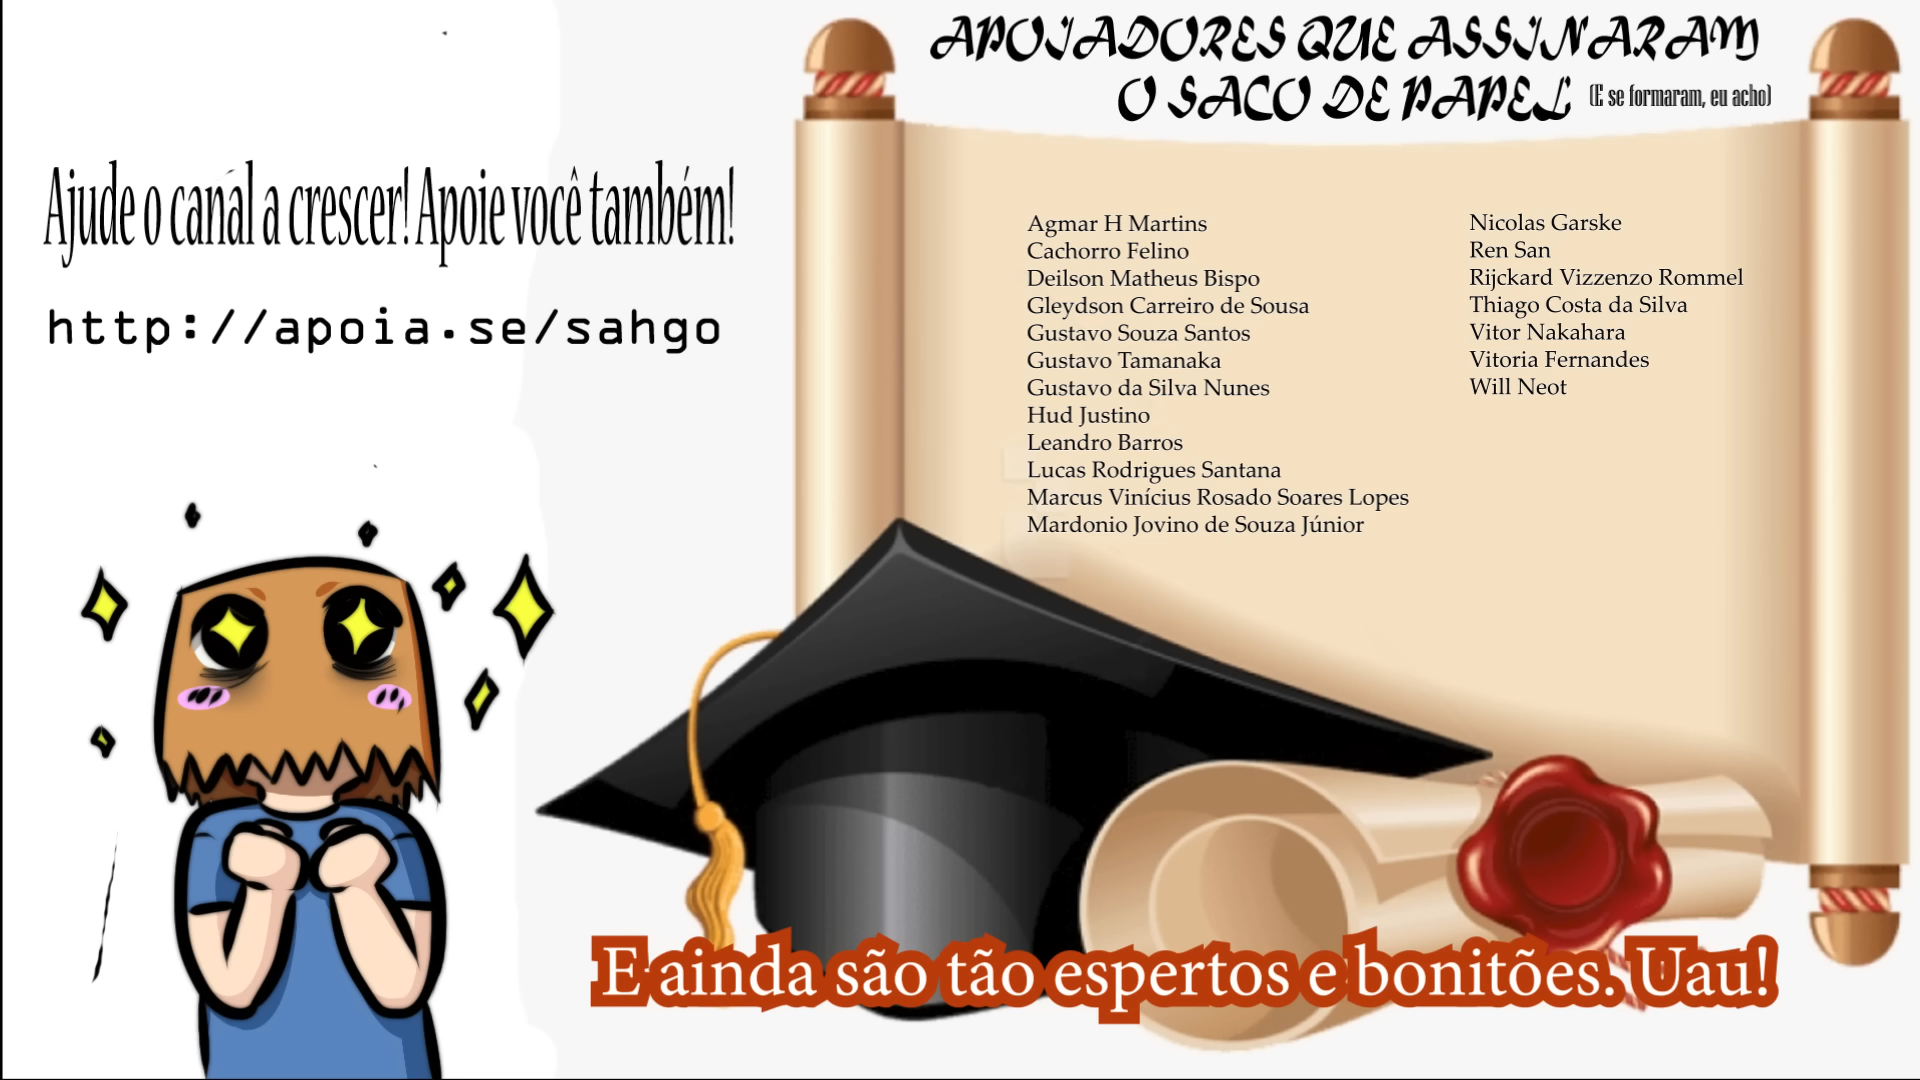 APOIADORES QUE ASSINARAM
O SACO DE PAPEL (E se formaram, eu acho)
Ajude o canal a crescer! Apoie você também!
http://apoia.se/sahgo
Agmar H Martins
Cachorro Felino
Deilson Matheus Bispo
Gleydson Carreiro de Sousa
Gustavo Souza Santos
Gustavo Tamanaka
Gustavo da Silva Nunes
Hud Justino
Leandro Barros
Lucas Rodrigues Santana
Marcus Vinícius Rosado Soares Lopes
Mardonio Jovino de Souza Júnior
Nicolas Garske
Ren San
Rijckard Vizzenzo Rommel
Thiago Costa da Silva
Vitor Nakahara
Vitoria Fernandes
Will Neot
E ainda são tão espertos e bonitões. Uau!